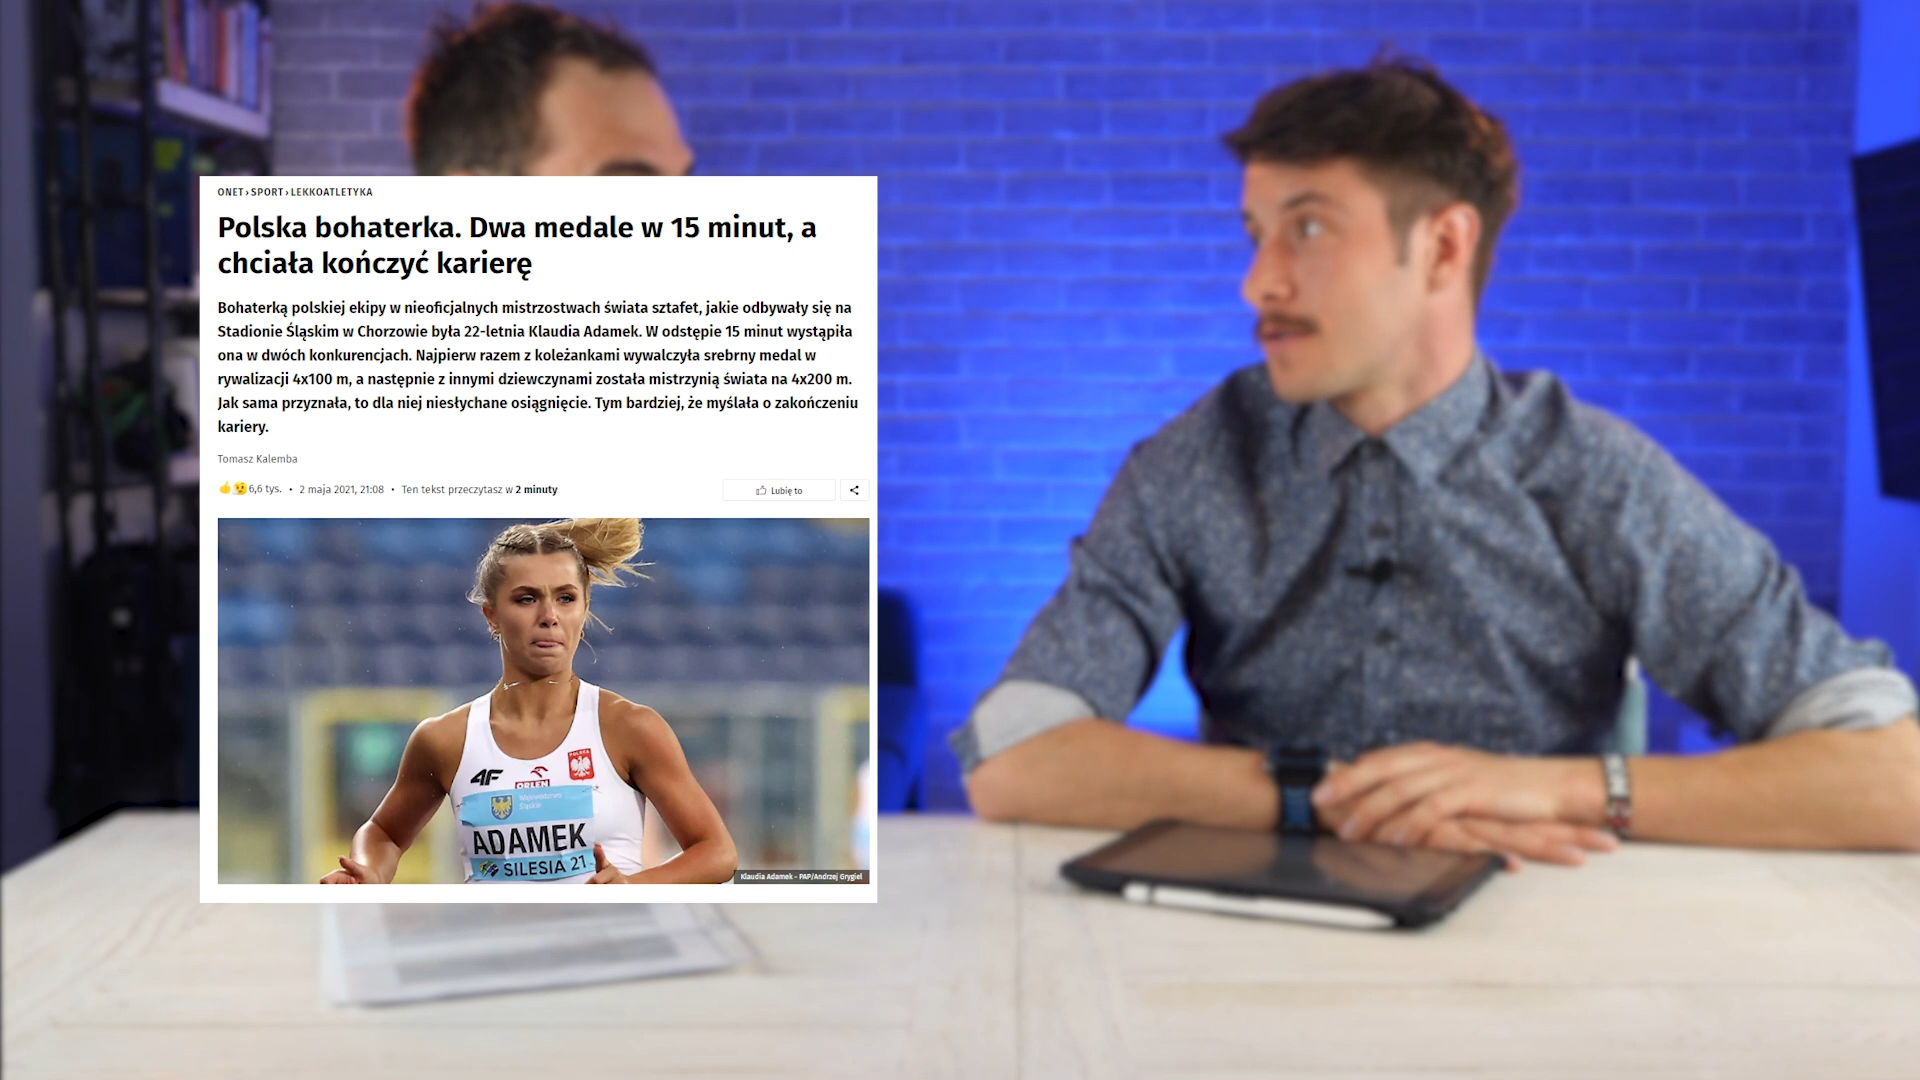 ONET › SPORT › LEKKOATLETYKA
Polska bohaterka. Dwa medale w 15 minut, a
chciała kończyć karierę
Bohaterką polskiej ekipy w nieoficjalnych mistrzostwach świata sztafet, jakie odbywały się na
Stadionie Śląskim w Chorzowie była 22-letnia Klaudia Adamek. W odstępie 15 minut wystąpiła
ona w dwóch konkurencjach. Najpierw razem z koleżankami wywalczyła srebrny medal w
rywalizacji 4x100 m, a następnie z innymi dziewczynami została mistrzynią świata na 4x200 m.
Jak sama przyznała, to dla niej niesłychane osiągnięcie. Tym bardziej, że myślała o zakończeniu
kariery.
Tomasz Kalemba
6,6 tys. • 2 maja 2021, 21:08 • Ten tekst przeczytasz w 2 minuty
Lubię to
POLSKA
4F
ORLEN
Województwo
Śląskie
ADAMEK
SILESIA 21
Klaudia Adamek - PAP/Andrzej Grygiel